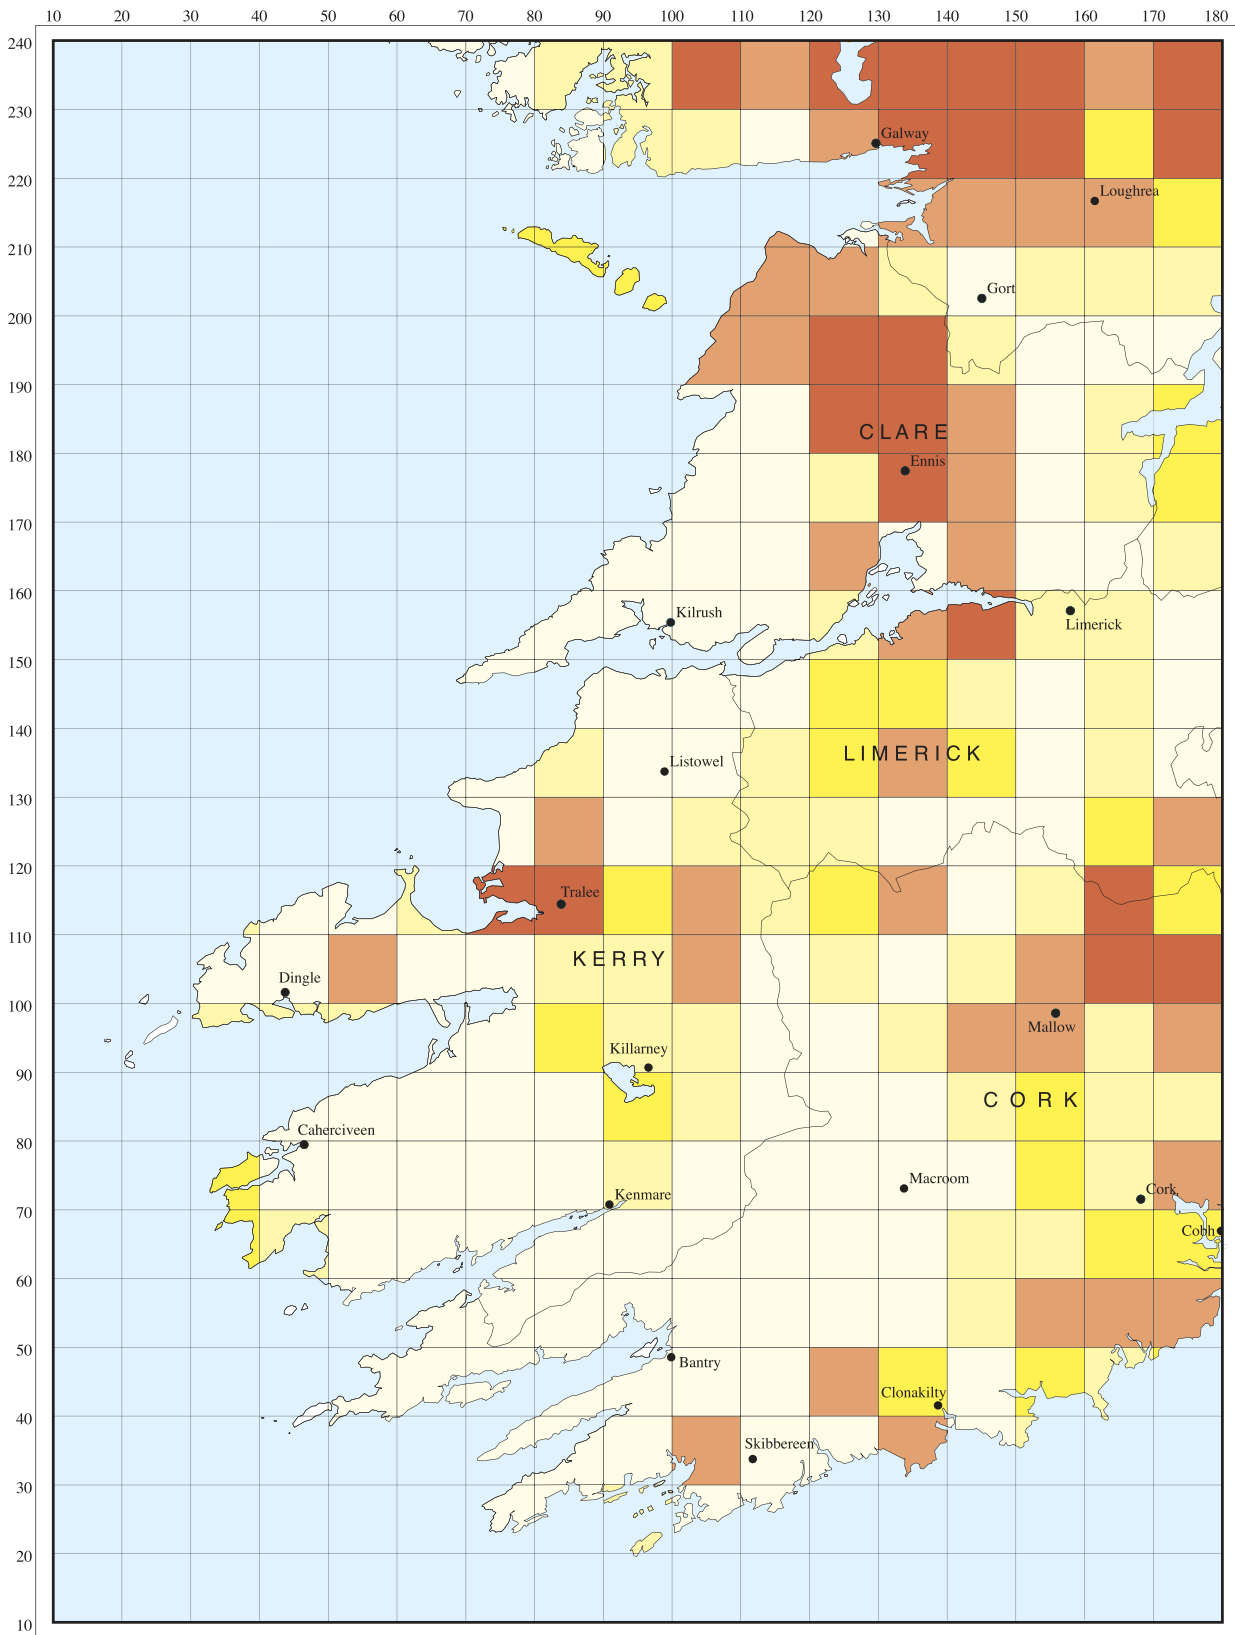 10 20 30 40 50 60 70 80 90 100 110 120 130 140 150 160 170 180
240
230
Galway
220
Loughrea
210
Gort
200
190
CLARE
180
Ennis
170
160
Kilrush
Limerick
150
140
LIMERICK
Listowel
130
120
Tralee
110
KERRY
Dingle
100
Mallow
Killarney
90
CORK
Caherciveen
80
Macroom
Kenmare
Cork
70
Cobh
60
50
Bantry
Clonakilty
40
Skibbereen
30
20
10